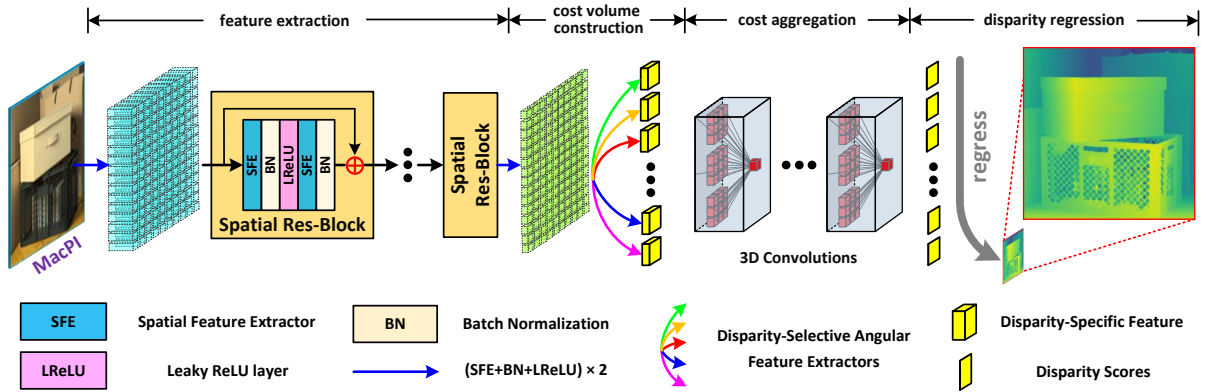 feature extraction
cost volume
construction
cost aggregation
disparity regression
MacPI
SFE
BN
LReLU
SFE
BN
Spatial Res-Block
Spatial
Res-Block
3D Convolutions
regress
SFE
Spatial Feature Extractor
BN
Batch Normalization
Disparity-Selective Angular
Feature Extractors
Disparity-Specific Feature
LReLU
Leaky ReLU layer
(SFE+BN+LReLU) × 2
Disparity Scores